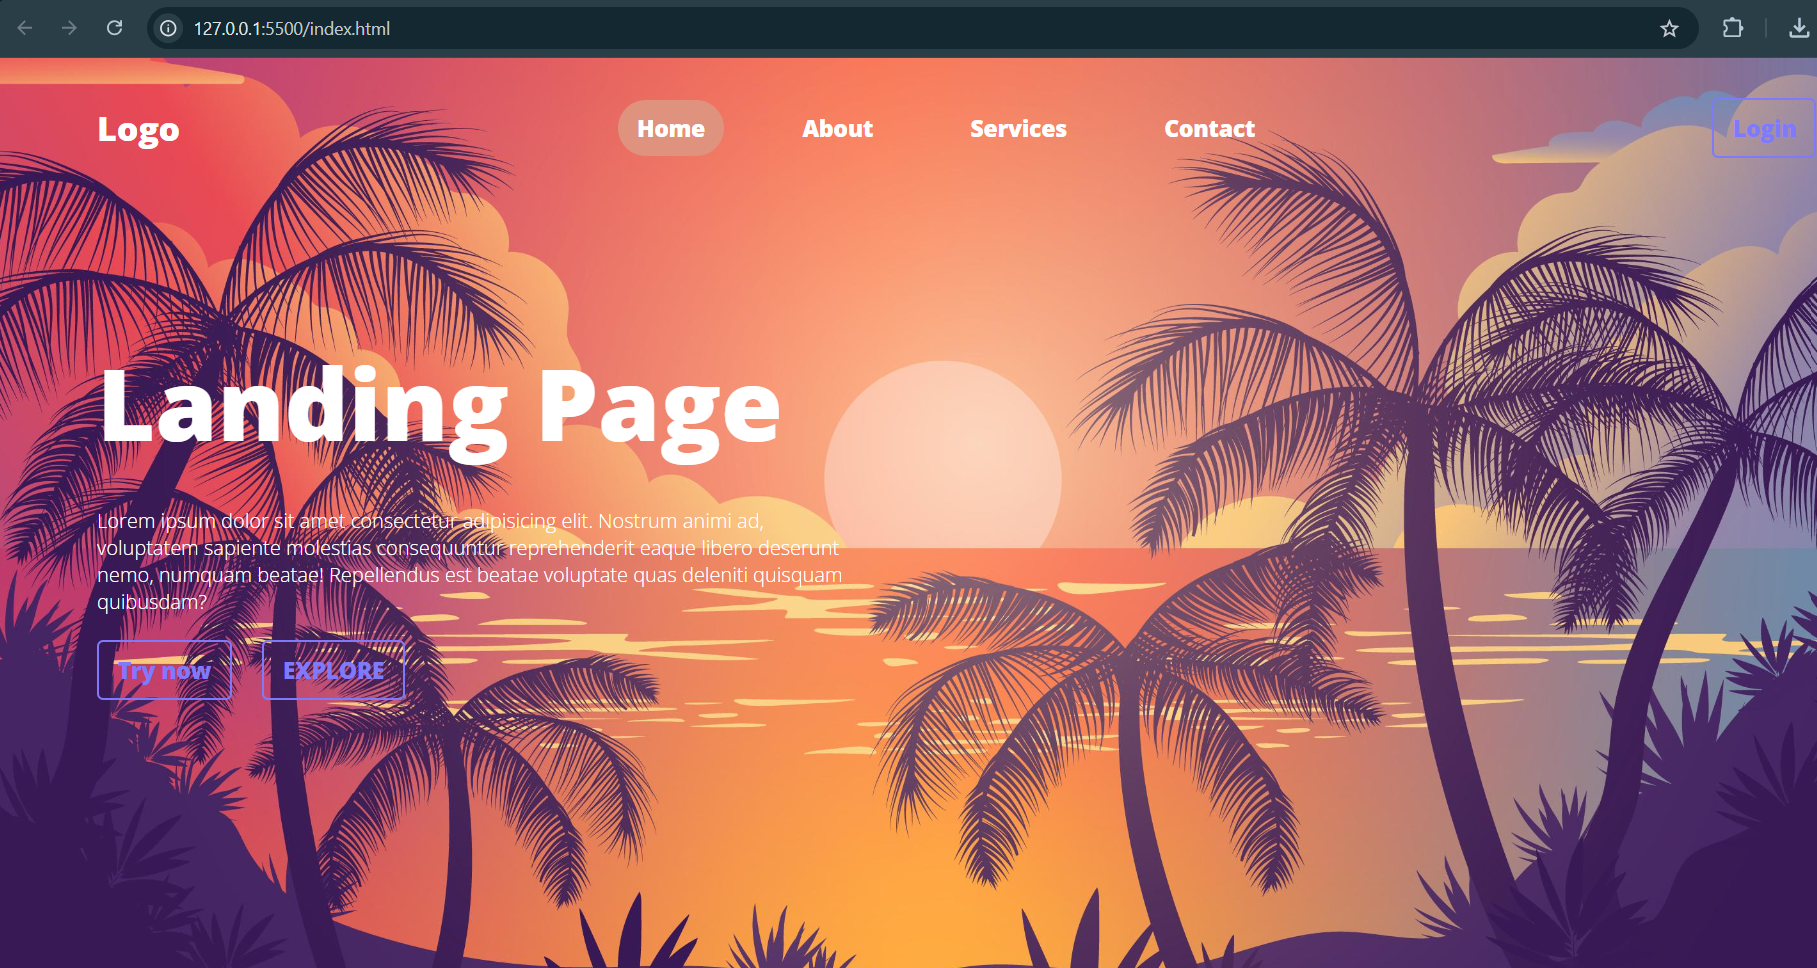 127.0.0.1:5500/index.html
Logo
Home
About
Services
Contact
Login
Landing Page
Lorem ipsum dolor sit amet consectetur adipisicing elit. Nostrum animi ad,
voluptatem sapiente molestias consequuntur reprehenderit eaque libero deserunt
nemo, numquam beatae! Repellendus est beatae voluptate quas deleniti quisquam
quibusdam?
Try now
EXPLORE